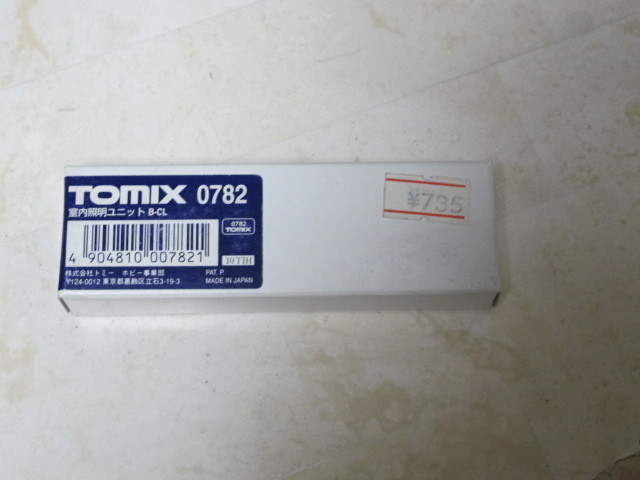 TOMIX 0782
室内照明ユニット B-CL
0782
TOMIX
4 904810 007821
10TIH
株式会社トミー ホビー事業部
〒124-0012 東京都葛飾区立石3-19-3
PAT. P.
MADE IN JAPAN
¥735